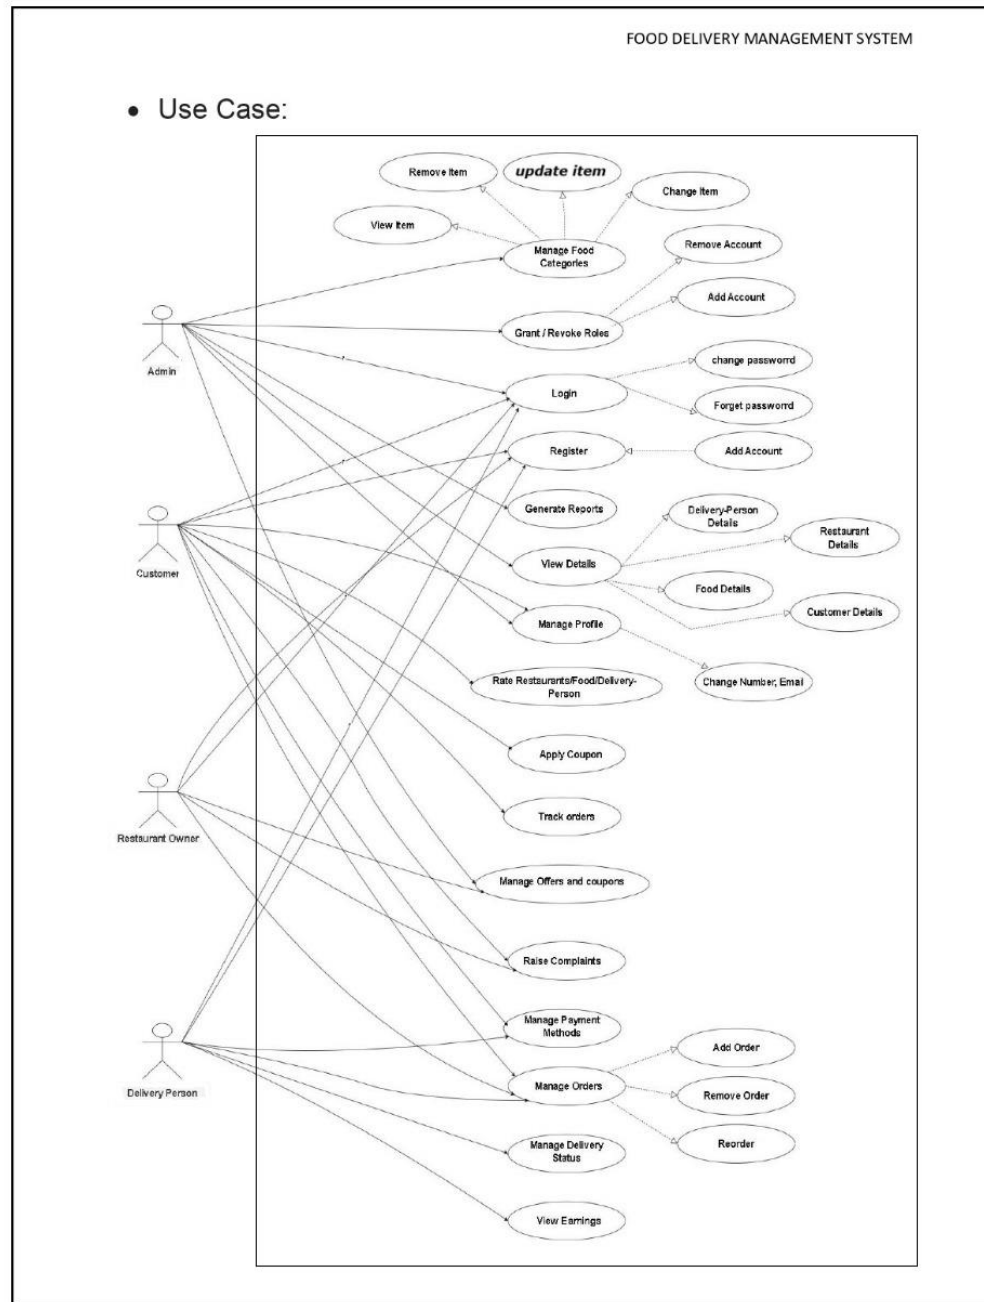 FOOD DELIVERY MANAGEMENT SYSTEM
• Use Case:
Remove Item
update item
Change Item
View Item
Manage Food
Categories
Remove Account
Add Account
Grant / Revoke Roles
Admin
change passworrd
Login
Forget passworrd
Register
Add Account
Generate Reports
Delivery-Person
Details
Restaurant
Details
Customer
View Details
Food Details
Customer Details
Manage Profile
Rate Restaurants/Food/Delivery-
Person
Change Number, Email
Apply Coupon
Track orders
Restaurant Owner
Manage Offers and coupons
Raise Complaints
Manage Payment
Methods
Add Order
Manage Orders
Delivery Person
Remove Order
Reorder
Manage Delivery
Status
View Earnings